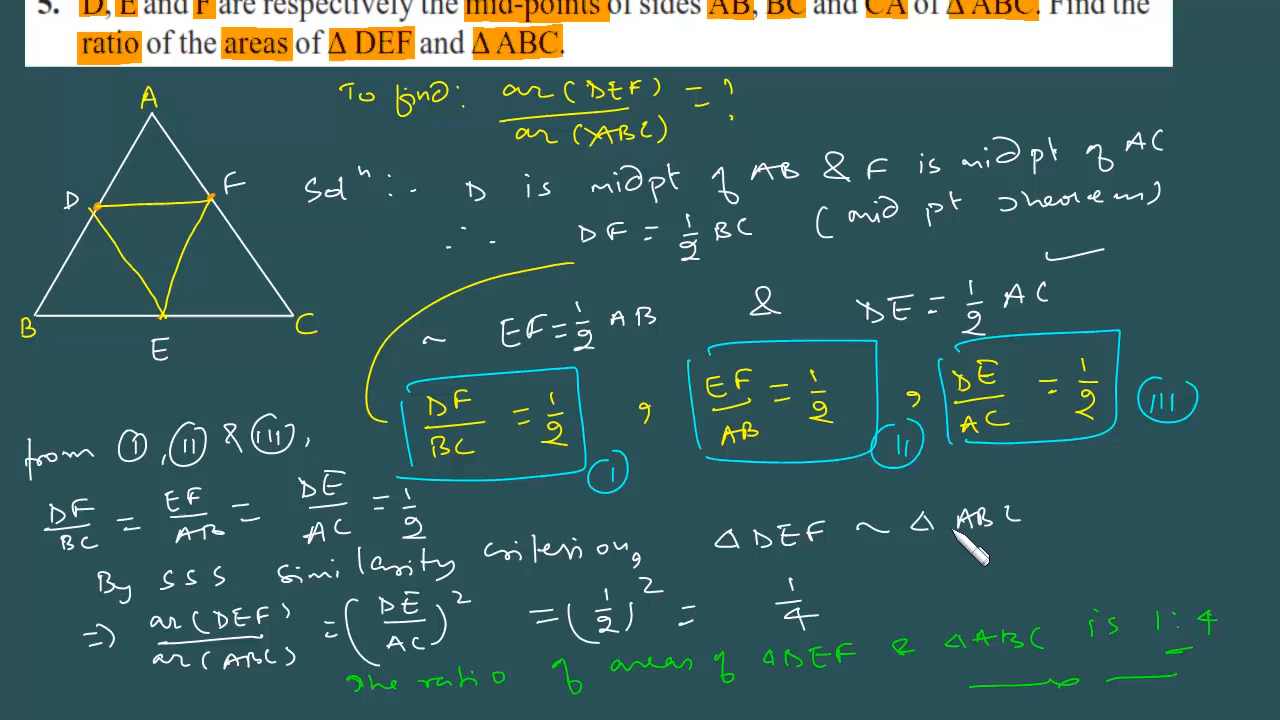 5. D, E and F are respectively the mid-points of sides AB, BC and CA of Δ ABC. Find the
ratio of the areas of Δ DEF and Δ ABC.
To find: ar(DEF)/ar(ABC) = ?
A
D
F
B
E
C
Solⁿ :- D is midpt of AB & F is midpt of AC
∴ DF = 1/2 BC (mid pt theorem)
~ EF = 1/2 AB & DE = 1/2 AC
DF/BC = 1/2 (I), EF/AB = 1/2 (II), DE/AC = 1/2 (III)
from (I), (II) & (III),
DF/BC = EF/AB = DE/AC = 1/2
By SSS similarity criterion, Δ DEF ~ Δ ABC
=> ar(DEF)/ar(ABC) = (DE/AC)² = (1/2)² = 1/4
The ratio of areas of ΔDEF & ΔABC is 1:4